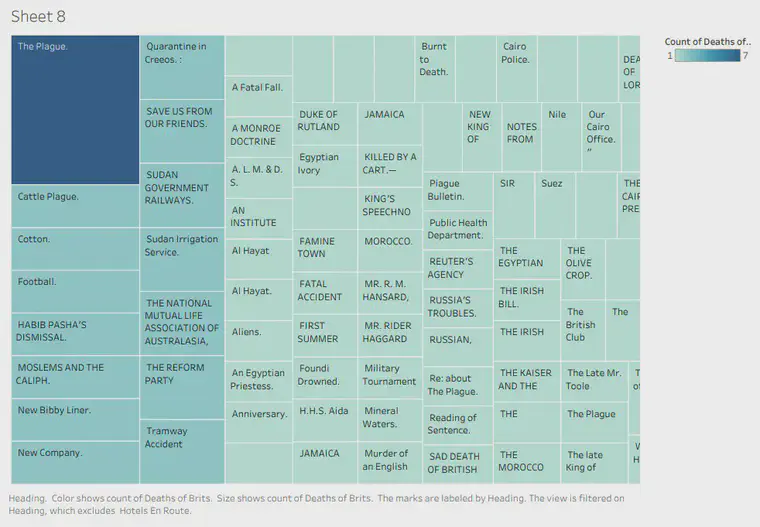 Sheet 8
The Plague.
Cattle Plague.
Cotton.
Football.
HABIB PASHA'S
DISMISSAL.
MOSLEMS AND THE
CALIPH.
New Bibby Liner.
New Company.
Quarantine in
Creeos. :
SAVE US FROM
OUR FRIENDS.
SUDAN
GOVERNMENT
RAILWAYS.
Sudan Irrigation
Service.
THE NATIONAL
MUTUAL LIFE
ASSOCIATION OF
AUSTRALASIA,
THE REFORM
PARTY
Tramway
Accident
A Fatal Fall.
A MONROE
DOCTRINE
A. L. M. & D.
S.
AN
INSTITUTE
Al Hayat
Al Hayat.
Aliens.
An Egyptian
Priestess.
Anniversary.
DUKE OF
RUTLAND
Egyptian
Ivory
FAMINE
TOWN
FATAL
ACCIDENT
FIRST
SUMMER
Foundi
Drowned.
H.H.S. Aida
JAMAICA
JAMAICA
KILLED BY A
CART.—
KING'S
SPEECHNO
MOROCCO.
MR. R. M.
HANSARD,
MR. RIDER
HAGGARD
Military
Tournament
Mineral
Waters.
Murder of
an English
Burnt
to
Death.
Cairo
Police.
DEA
OF
LOR
NEW
KING
OF
NOTES
FROM
Nile
Our
Cairo
Office.
"
Plague
Bulletin.
Public Health
Department.
REUTER'S
AGENCY
RUSSIA'S
TROUBLES.
RUSSIAN,
Re: about
The Plague.
Reading of
Sentence.
SAD DEATH
OF BRITISH
SIR
Suez
THE
CAIR
PRE
THE
EGYPTIAN
THE IRISH
BILL.
THE IRISH
THE KAISER
AND THE
THE
THE
MOROCCO
THE
OLIVE
CROP.
The
British
Club
The
The Late Mr.
Toole
The Plague
The late
King of
T
of
W
H
Count of Deaths of..
1 7
Heading. Color shows count of Deaths of Brits. Size shows count of Deaths of Brits. The marks are labeled by Heading. The view is filtered on
Heading, which excludes Hotels En Route.